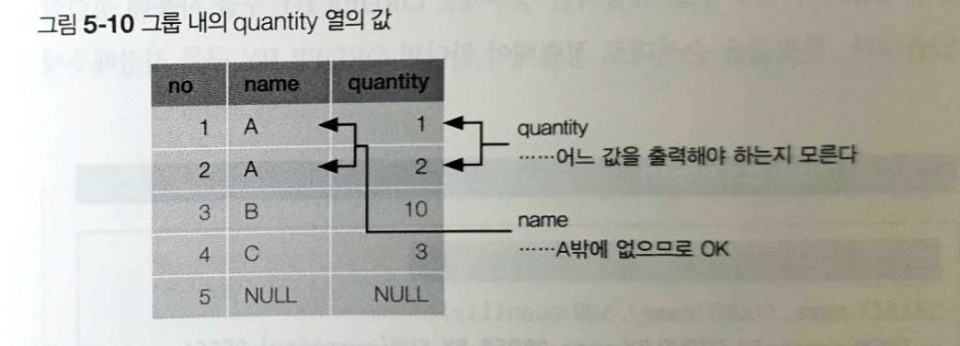 그림 5-10 그룹 내의 quantity 열의 값
no name quantity
1 A 1
2 A 2
3 B 10
4 C 3
5 NULL NULL
quantity
……어느 값을 출력해야 하는지 모른다
name
……A밖에 없으므로 OK